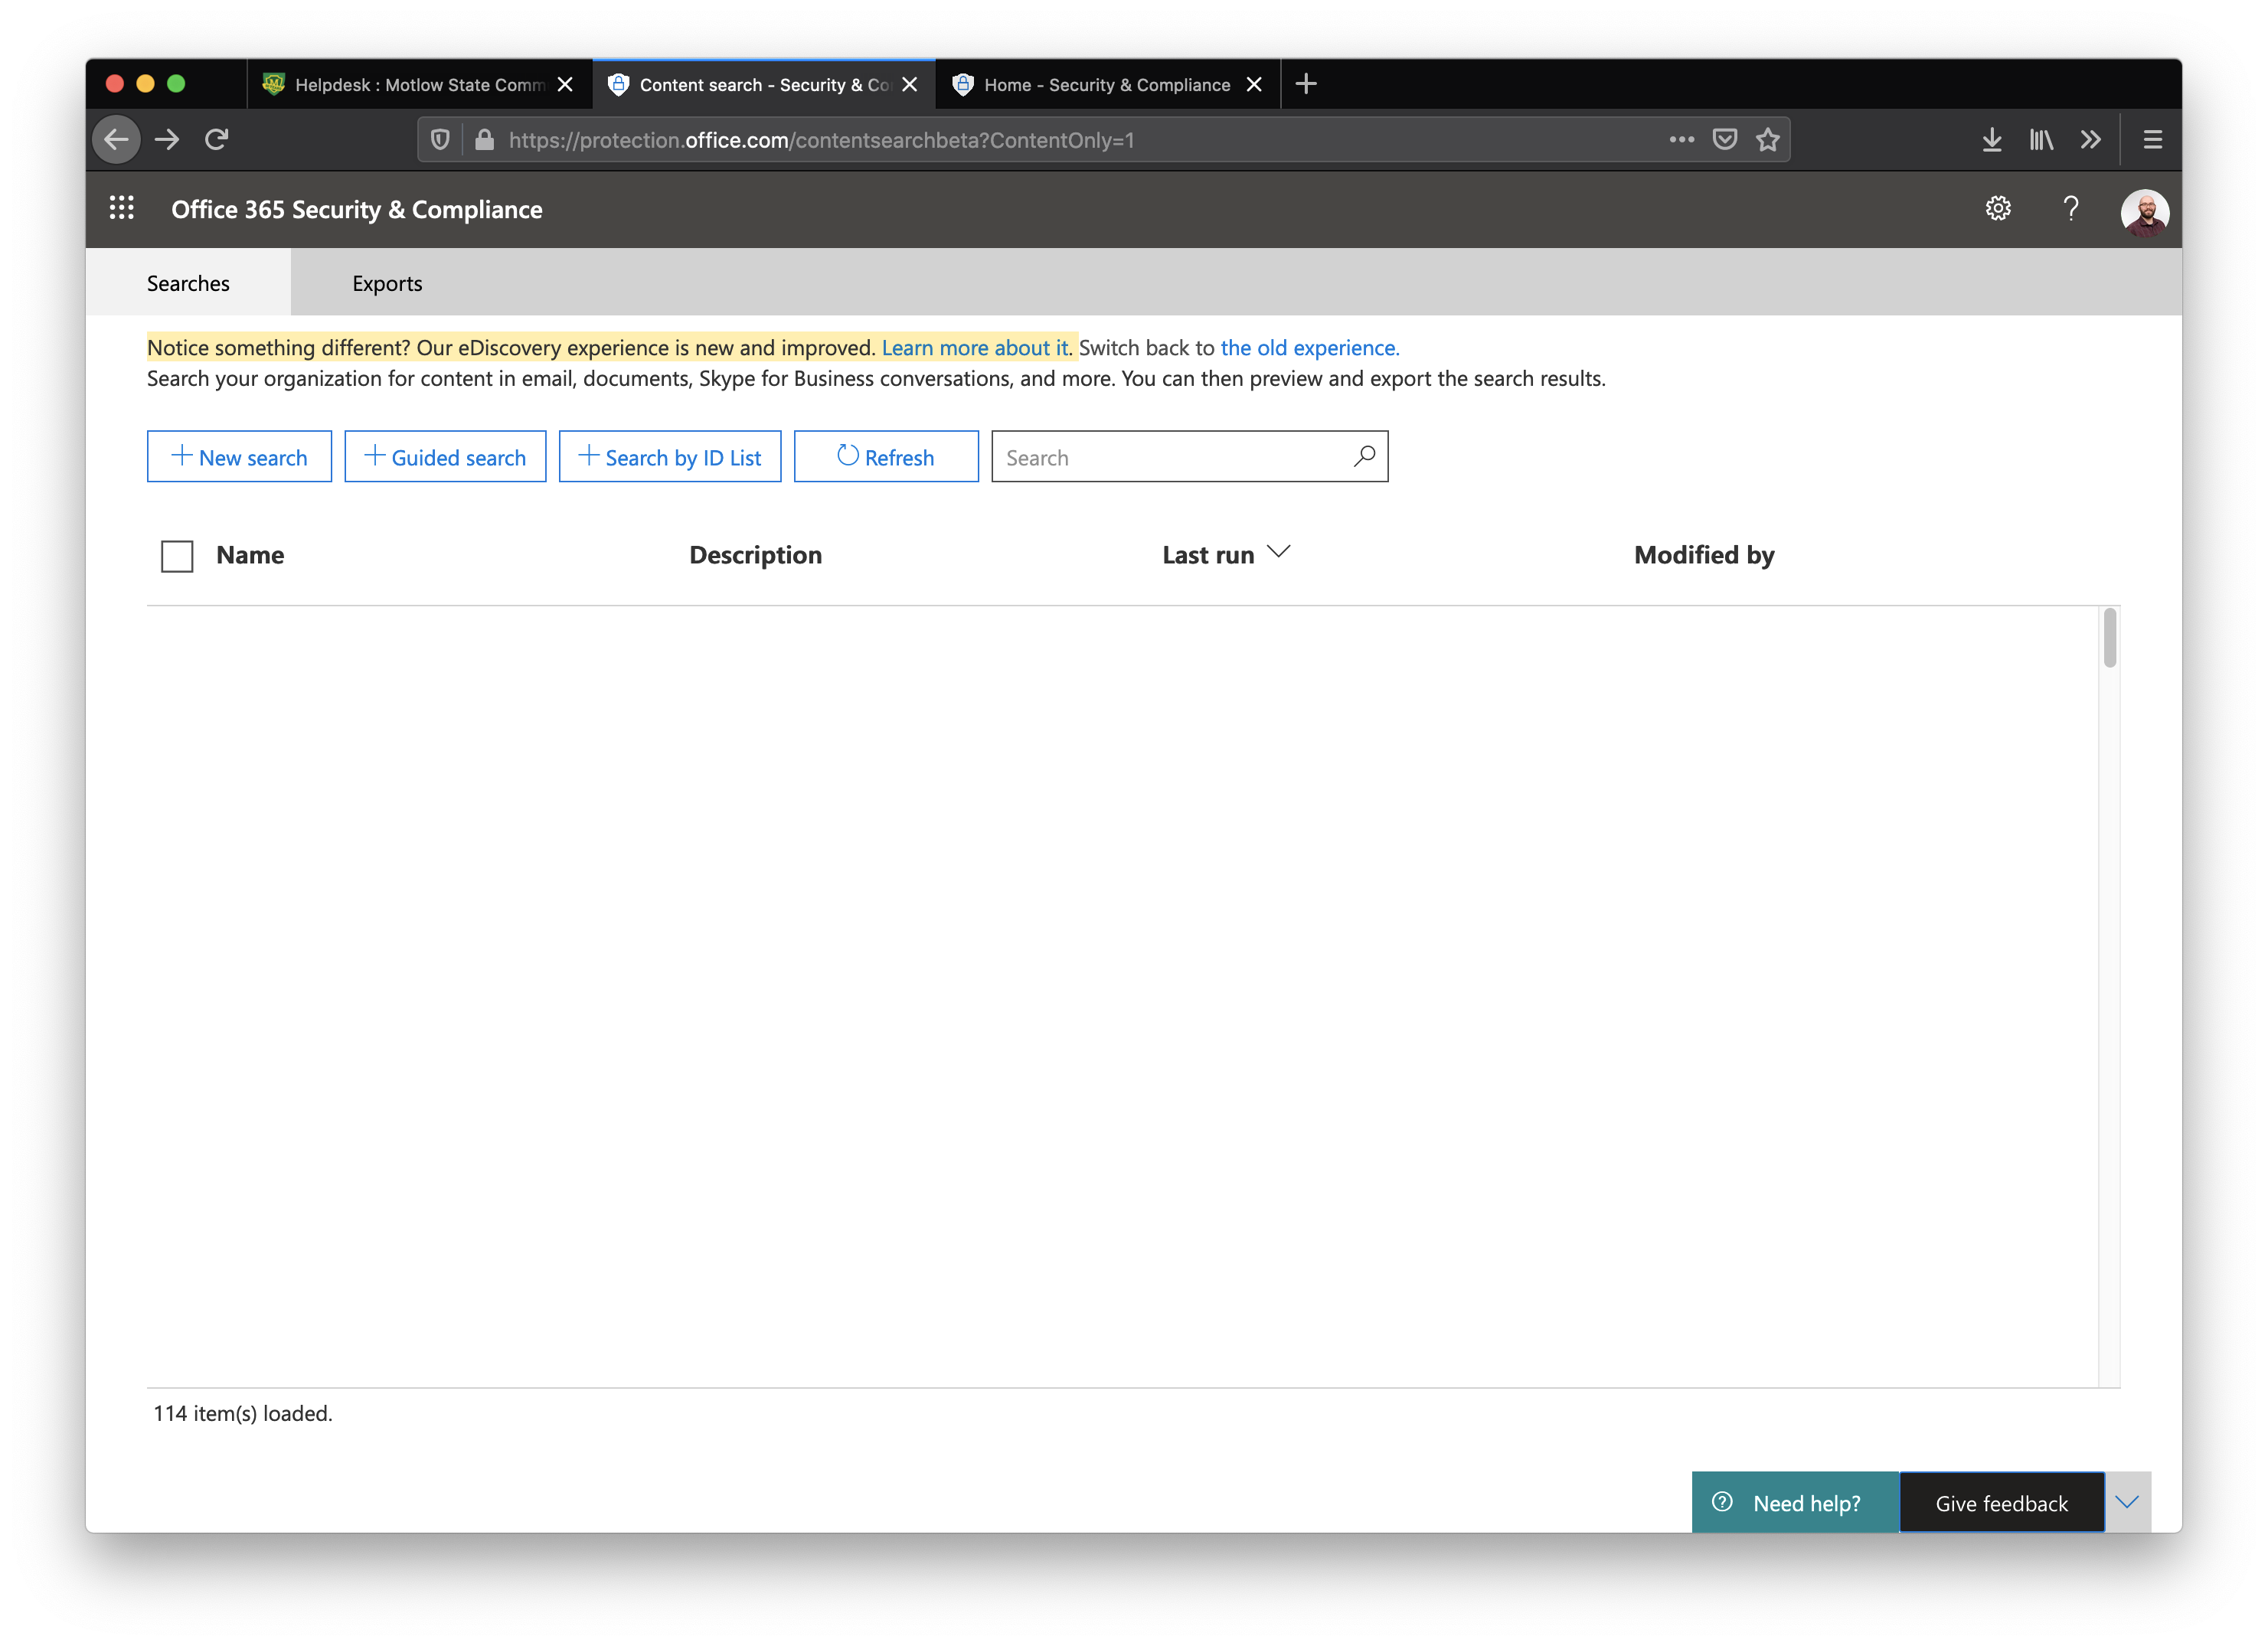 Helpdesk : Motlow State Comm
Content search - Security & Co
Home - Security & Compliance
https://protection.office.com/contentsearchbeta?ContentOnly=1
Office 365 Security & Compliance
Searches
Exports
Notice something different? Our eDiscovery experience is new and improved. Learn more about it. Switch back to the old experience.
Search your organization for content in email, documents, Skype for Business conversations, and more. You can then preview and export the search results.
New search
Guided search
Search by ID List
Refresh
Search
Name
Description
Last run
Modified by
114 item(s) loaded.
Need help?
Give feedback